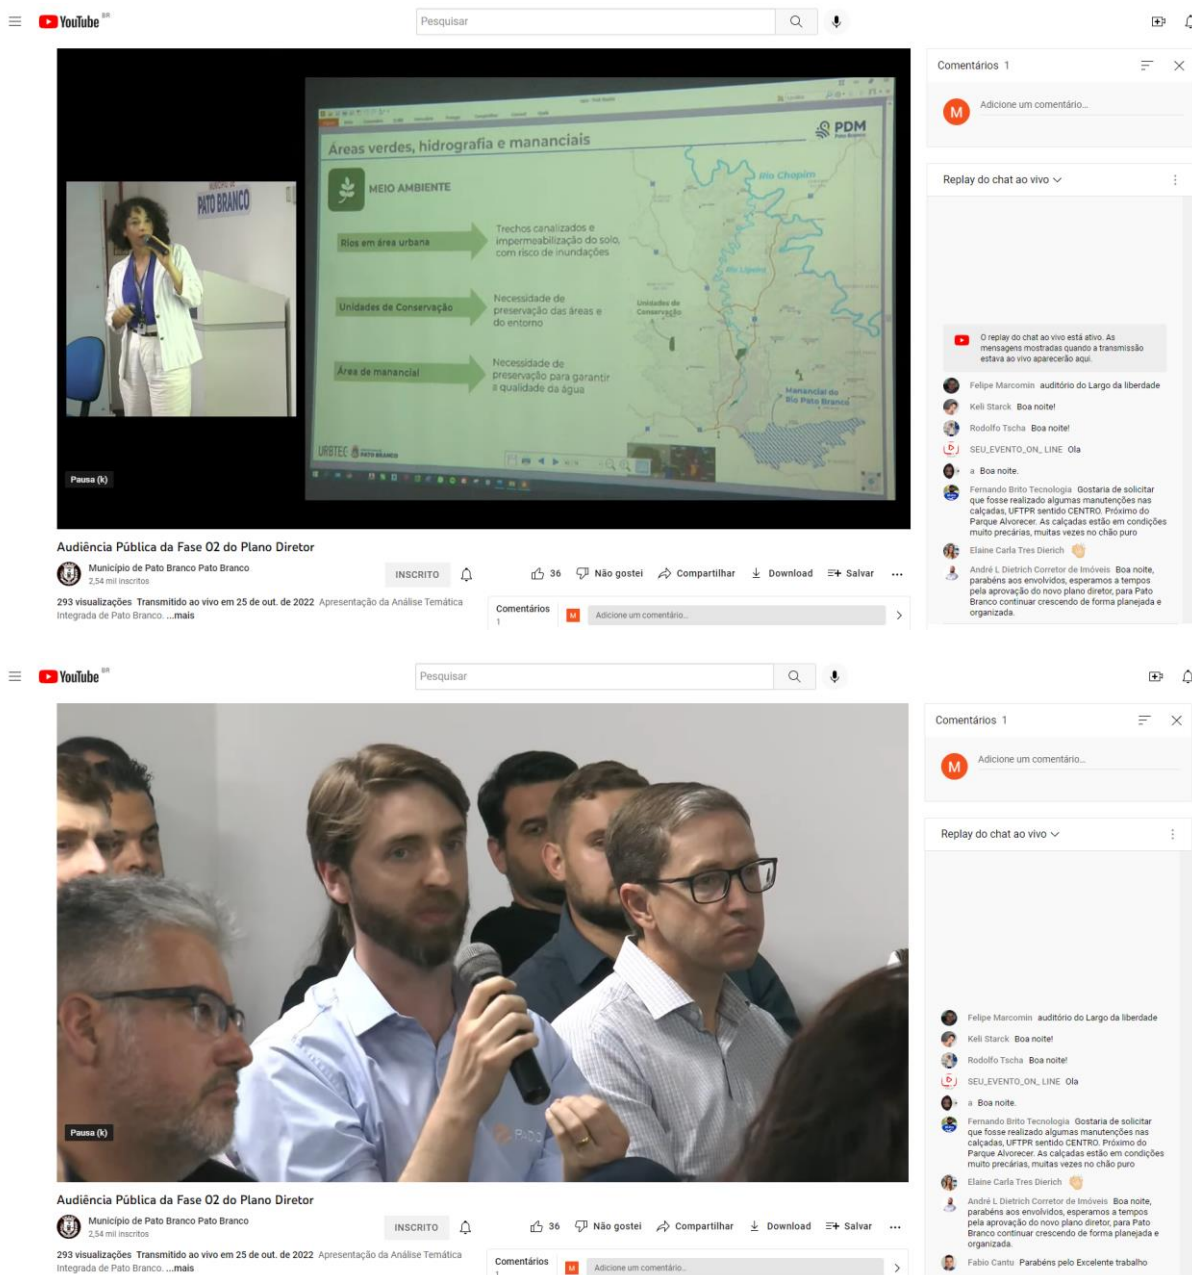 YouTube BR
Pesquisar
MUNICÍPIO DE
PATO BRANCO
Áreas verdes, hidrografia e mananciais
PDM
Pato Branco
MEIO AMBIENTE
Rios em área urbana
Trechos canalizados e
impermeabilização do solo,
com risco de inundações
Unidades de Conservação
Necessidade de
preservação das áreas e
do entorno
Área de manancial
Necessidade de
preservação para garantir
a qualidade da água
Rio Chopim
Rio Ligeiro
Unidades de
Conservação
Manancial do
Rio Pato Branco
URBTEC
PATO BRANCO
Pausa (k)
Audiência Pública da Fase 02 do Plano Diretor
Município de Pato Branco Pato Branco
2,54 mil inscritos
INSCRITO
36 Não gostei Compartilhar Download Salvar ...
293 visualizações Transmitido ao vivo em 25 de out. de 2022 Apresentação da Análise Temática
Integrada de Pato Branco. ...mais
Comentários
1
M Adicione um comentário...
Comentários 1
M Adicione um comentário...
Replay do chat ao vivo
O replay do chat ao vivo está ativo. As
mensagens mostradas quando a transmissão
estava ao vivo aparecerão aqui.
Felipe Marcomin auditório do Largo da liberdade
Keli Starck Boa noite!
Rodolfo Tscha Boa noite!
SEU_EVENTO_ON_ LINE Ola
a Boa noite.
Fernando Brito Tecnologia Gostaria de solicitar
que fosse realizado algumas manutenções nas
calçadas, UFTPR sentido CENTRO. Próximo do
Parque Alvorecer. As calçadas estão em condições
muito precárias, muitas vezes no chão puro
Elaine Carla Tres Dierich 👏
André L Dietrich Corretor de Imóveis Boa noite,
parabéns aos envolvidos, esperamos a tempos
pela aprovação do novo plano diretor, para Pato
Branco continuar crescendo de forma planejada e
organizada.
YouTube BR
Pesquisar
Pausa (k)
Audiência Pública da Fase 02 do Plano Diretor
Município de Pato Branco Pato Branco
2,54 mil inscritos
INSCRITO
36 Não gostei Compartilhar Download Salvar ...
293 visualizações Transmitido ao vivo em 25 de out. de 2022 Apresentação da Análise Temática
Integrada de Pato Branco. ...mais
Comentários
1
M Adicione um comentário...
Comentários 1
M Adicione um comentário...
Replay do chat ao vivo
Felipe Marcomin auditório do Largo da liberdade
Keli Starck Boa noite!
Rodolfo Tscha Boa noite!
SEU_EVENTO_ON_ LINE Ola
a Boa noite.
Fernando Brito Tecnologia Gostaria de solicitar
que fosse realizado algumas manutenções nas
calçadas, UFTPR sentido CENTRO. Próximo do
Parque Alvorecer. As calçadas estão em condições
muito precárias, muitas vezes no chão puro
Elaine Carla Tres Dierich 👏
André L Dietrich Corretor de Imóveis Boa noite,
parabéns aos envolvidos, esperamos a tempos
pela aprovação do novo plano diretor, para Pato
Branco continuar crescendo de forma planejada e
organizada.
Fabio Cantu Parabéns pelo Excelente trabalho